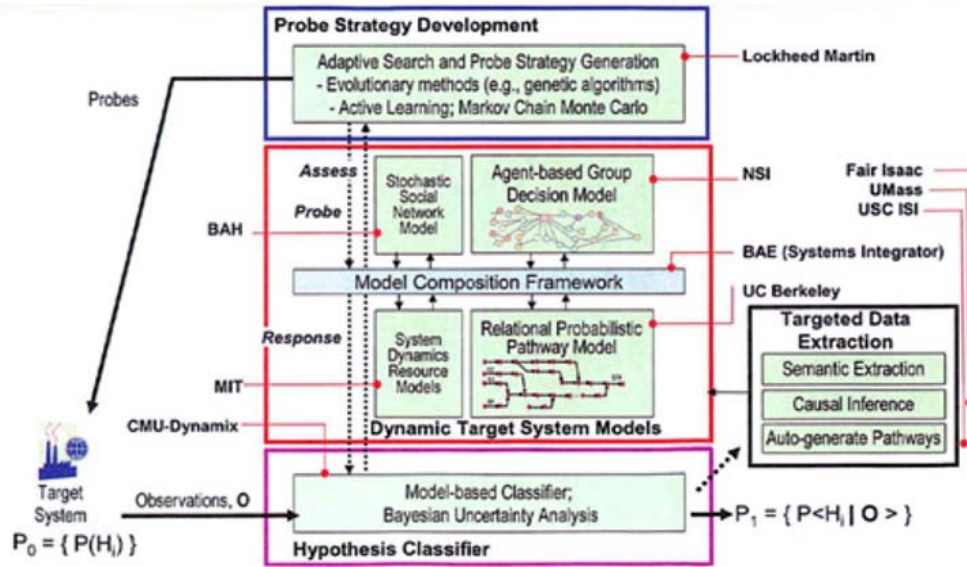 Probe Strategy Development
Adaptive Search and Probe Strategy Generation
- Evolutionary methods (e.g., genetic algorithms)
- Active Learning; Markov Chain Monte Carlo
Lockheed Martin
Probes
Assess
Probe
Response
Stochastic
Social
Network
Model
Agent-based Group
Decision Model
NSI
BAH
Fair Isaac
UMass
USC ISI
BAE (Systems Integrator)
Model Composition Framework
UC Berkeley
System
Dynamics
Resource
Models
Relational Probabilistic
Pathway Model
MIT
Dynamic Target System Models
Targeted Data
Extraction
Semantic Extraction
Causal Inference
Auto-generate Pathways
CMU-Dynamix
Target
System
Observations, O
Model-based Classifier;
Bayesian Uncertainty Analysis
Hypothesis Classifier
P₀ = { P(Hᵢ) }
P₁ = { P<Hᵢ | O > }